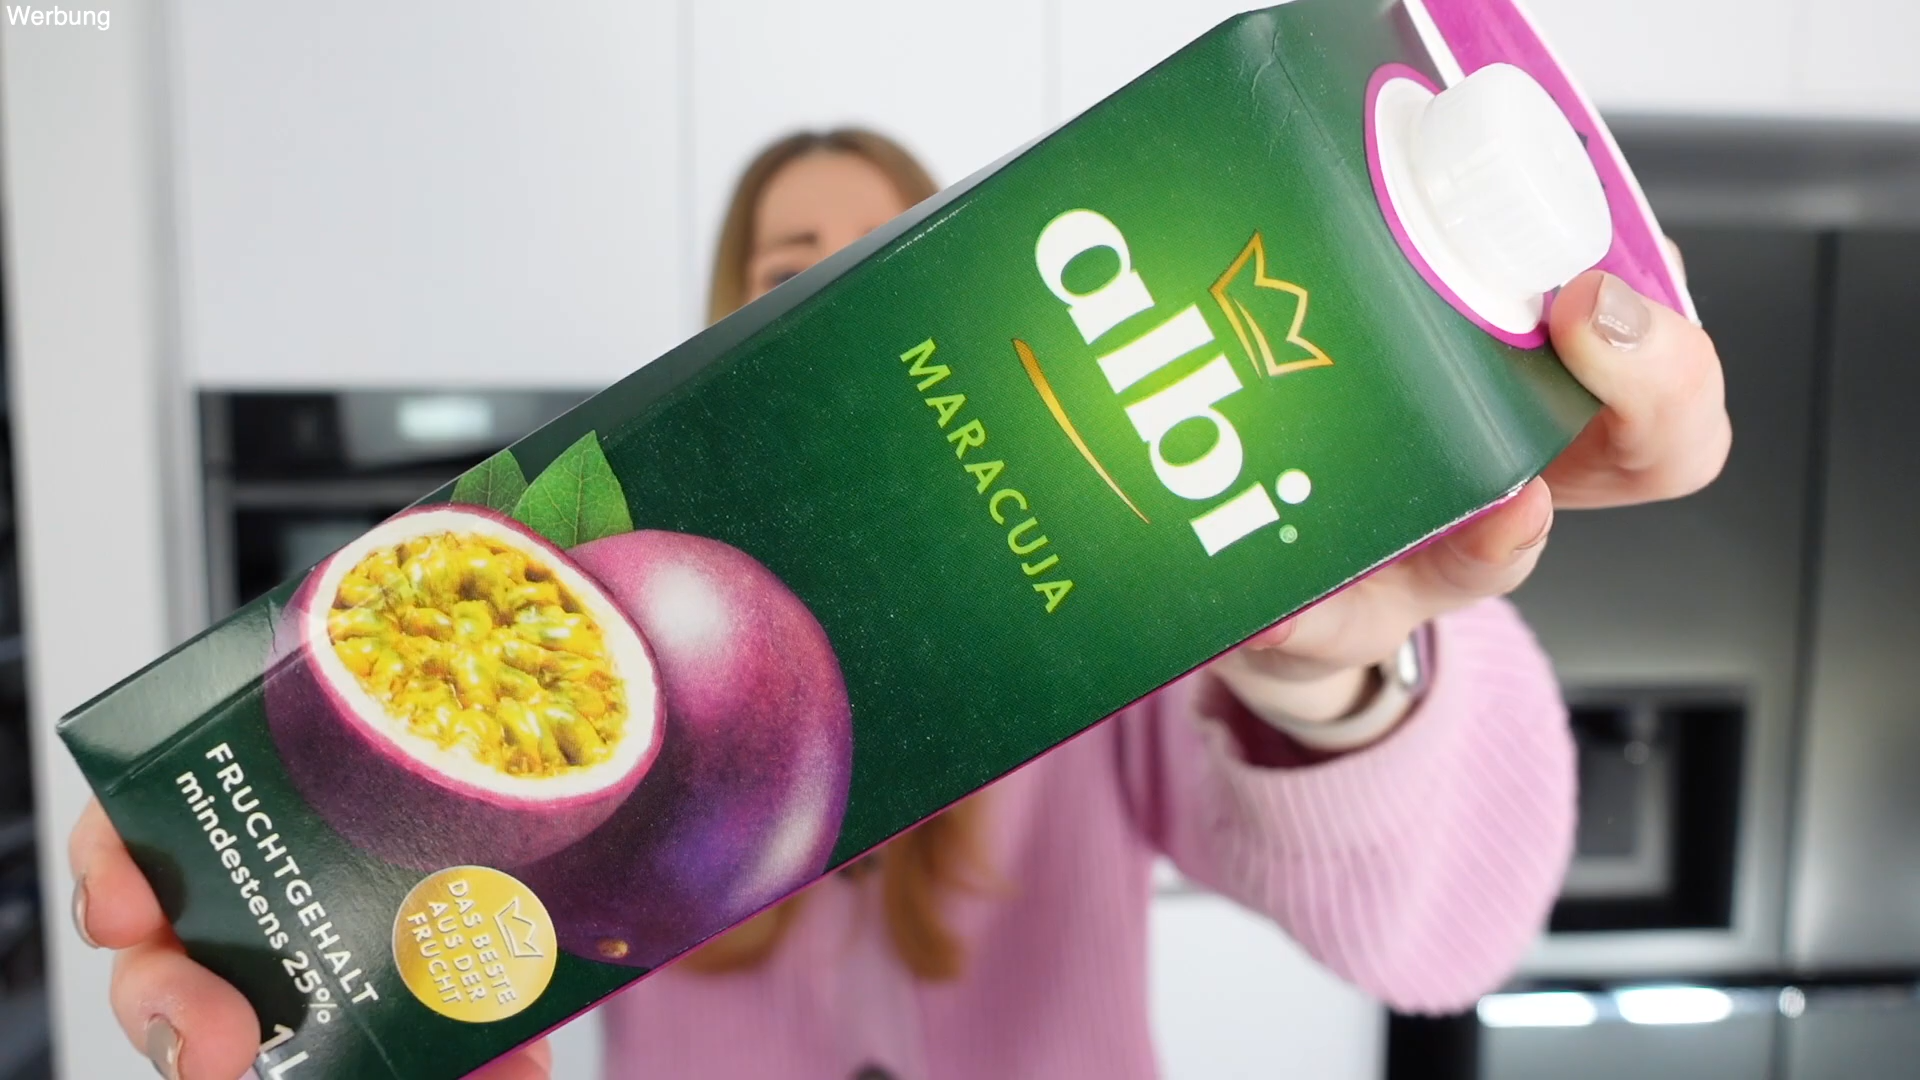 Werbung
albi
MARACUJA
FRUCHTGEHALT
mindestens 25%
1 L
DAS BESTE
AUS DER
FRUCHT